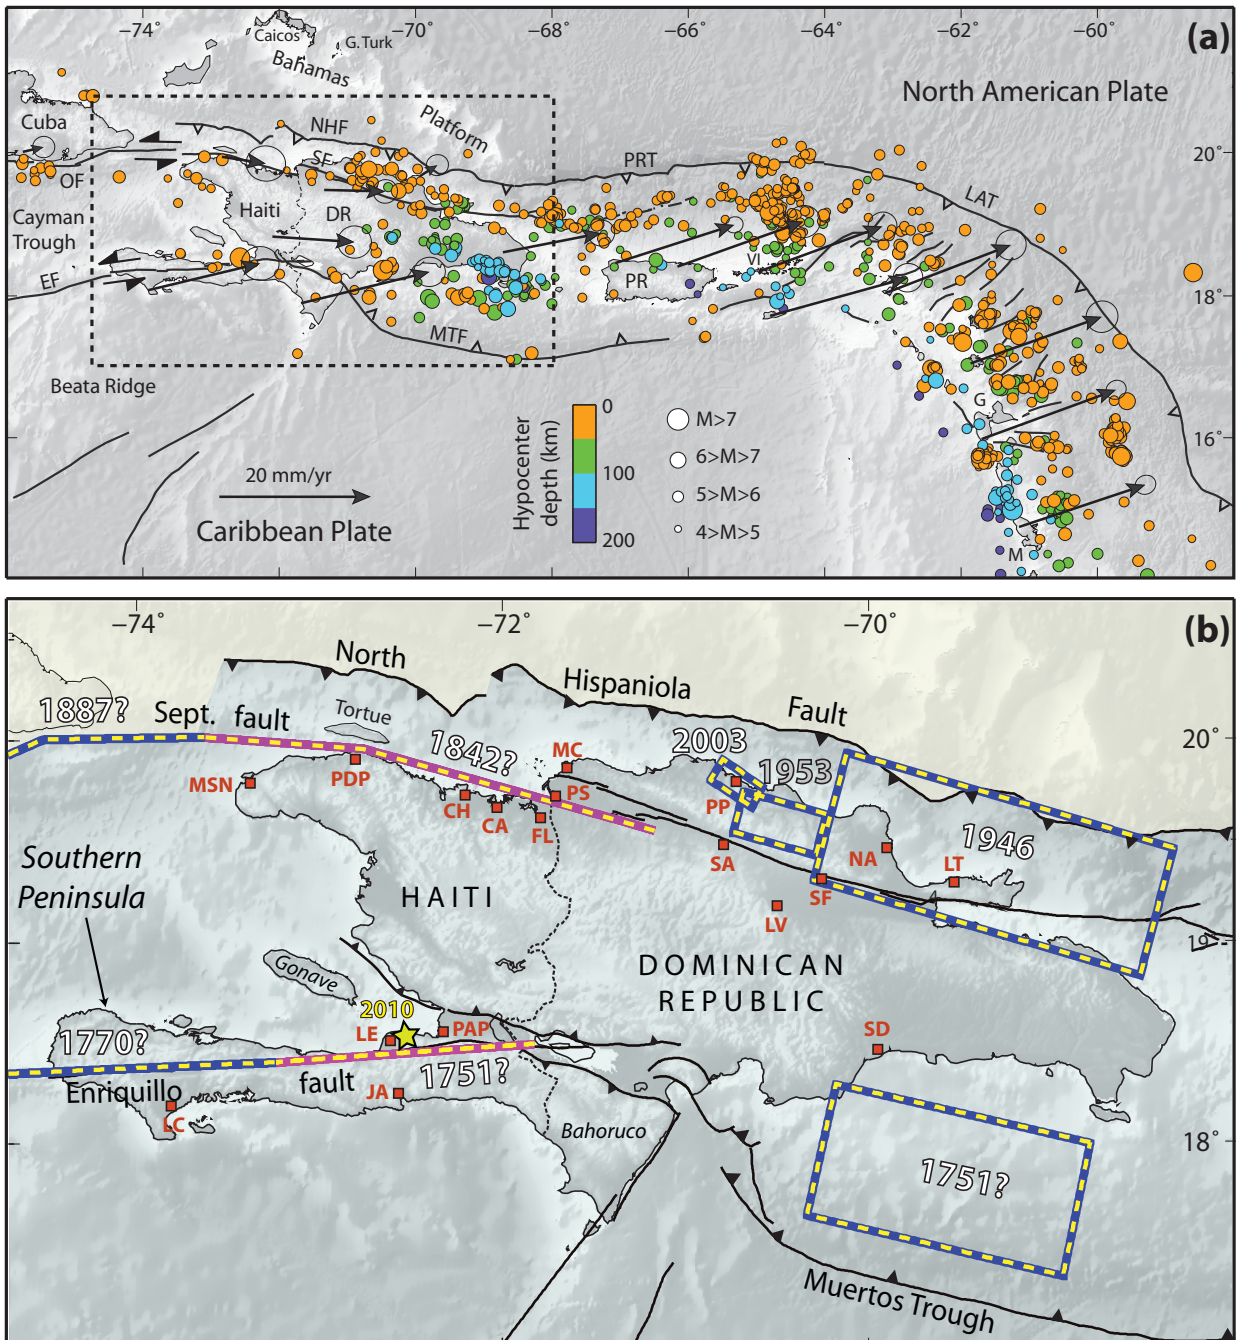 −74°
−70°
−68°
−66°
−64°
−62°
−60°
(a)
Caicos
G. Turk
Bahamas
North American Plate
Cuba
NHF
Platform
SF
PRT
20°
OF
LAT
Haiti
DR
Cayman
Trough
VI
EF
PR
18°
MTF
Beata Ridge
G
16°
0
100
200
Hypocenter
depth (km)
M>7
6>M>7
5>M>6
4>M>5
20 mm/yr
Caribbean Plate
M
−74°
−72°
−70°
(b)
North
Hispaniola
Fault
1887?
Sept. fault
Tortue
1842?
MC
2003
1953
20°
MSN
PDP
CH
CA
FL
PS
PP
SA
NA
LT
1946
SF
LV
Southern
Peninsula
HAITI
19°
DOMINICAN
REPUBLIC
Gonave
2010
LE
PAP
SD
1770?
1751?
Enriquillo
fault
JA
LC
Bahoruco
18°
1751?
Muertos Trough